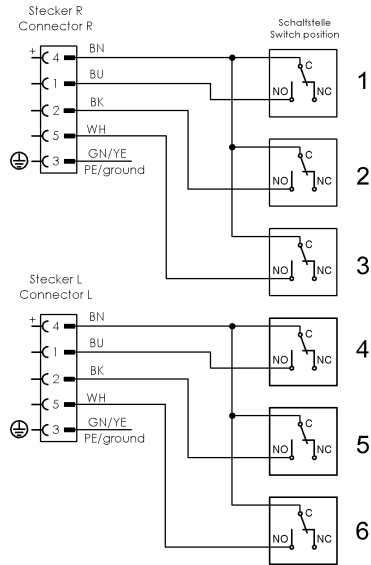 Stecker R
Connector R
Schaltstelle
Switch position
+ 4 BN
1 BU
2 BK
5 WH
3 GN/YE
PE/ground
C
NO NC
1
C
NO NC
2
C
NO NC
3
Stecker L
Connector L
+ 4 BN
1 BU
2 BK
5 WH
3 GN/YE
PE/ground
C
NO NC
4
C
NO NC
5
C
NO NC
6